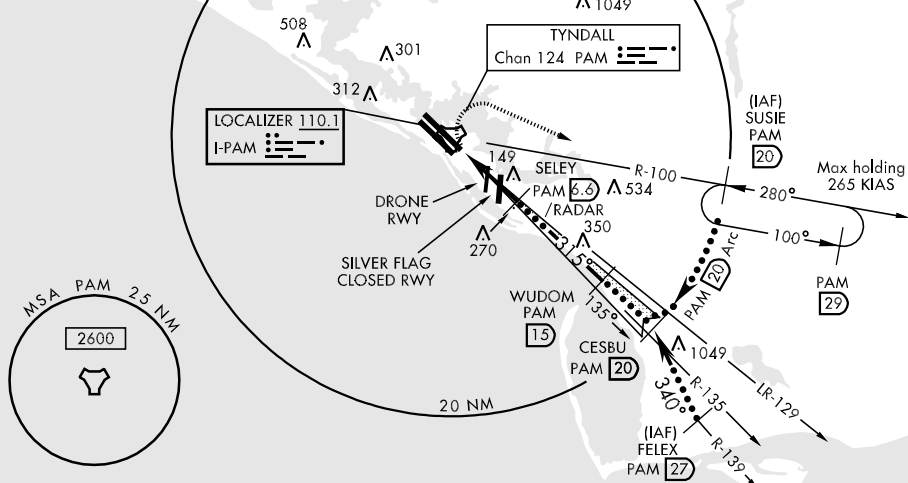 1049
508
301
312
TYNDALL
Chan 124 PAM
LOCALIZER 110.1
I-PAM
(IAF)
SUSIE
PAM
20
Max holding
265 KIAS
R-100
280°
100°
149
SELEY
PAM 6.6
/RADAR
534
350
DRONE
RWY
270
SILVER FLAG
CLOSED RWY
315°
135°
PAM 20 Arc
PAM
29
WUDOM
PAM
15
CESBU
PAM 20
1049
R-135
LR-129
340°
(IAF)
FELEX
PAM 27
R-139
MSA PAM 25 NM
2600
20 NM